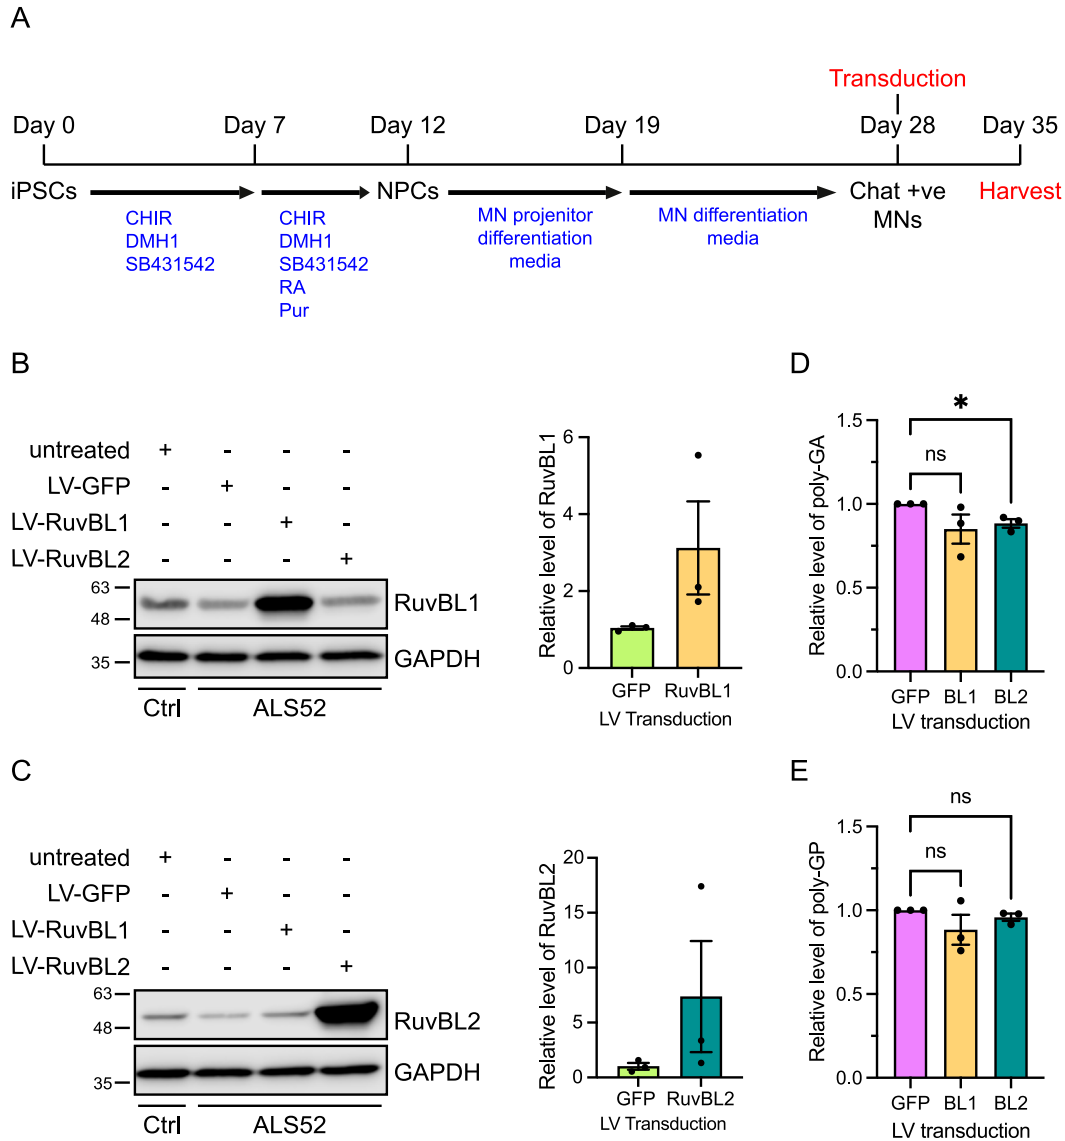 A
Transduction
Day 0 Day 7 Day 12 Day 19 Day 28 Day 35
iPSCs NPCs Chat +ve MNs Harvest
CHIR
DMH1
SB431542
CHIR
DMH1
SB431542
RA
Pur
MN projenitor
differentiation
media
MN differentiation
media
B
untreated + - - -
LV-GFP - + - -
LV-RuvBL1 - - + -
LV-RuvBL2 - - - +
63
48
RuvBL1
35
GAPDH
Ctrl ALS52
Relative level of RuvBL1
6
4
2
0
GFP RuvBL1
LV Transduction
D
Relative level of poly-GA
1.5
1.0
0.5
0.0
*
ns
GFP BL1 BL2
LV transduction
C
untreated + - - -
LV-GFP - + - -
LV-RuvBL1 - - + -
LV-RuvBL2 - - - +
63
48
RuvBL2
35
GAPDH
Ctrl ALS52
Relative level of RuvBL2
20
15
10
5
0
GFP RuvBL2
LV Transduction
E
Relative level of poly-GP
1.5
1.0
0.5
0.0
ns
ns
GFP BL1 BL2
LV transduction